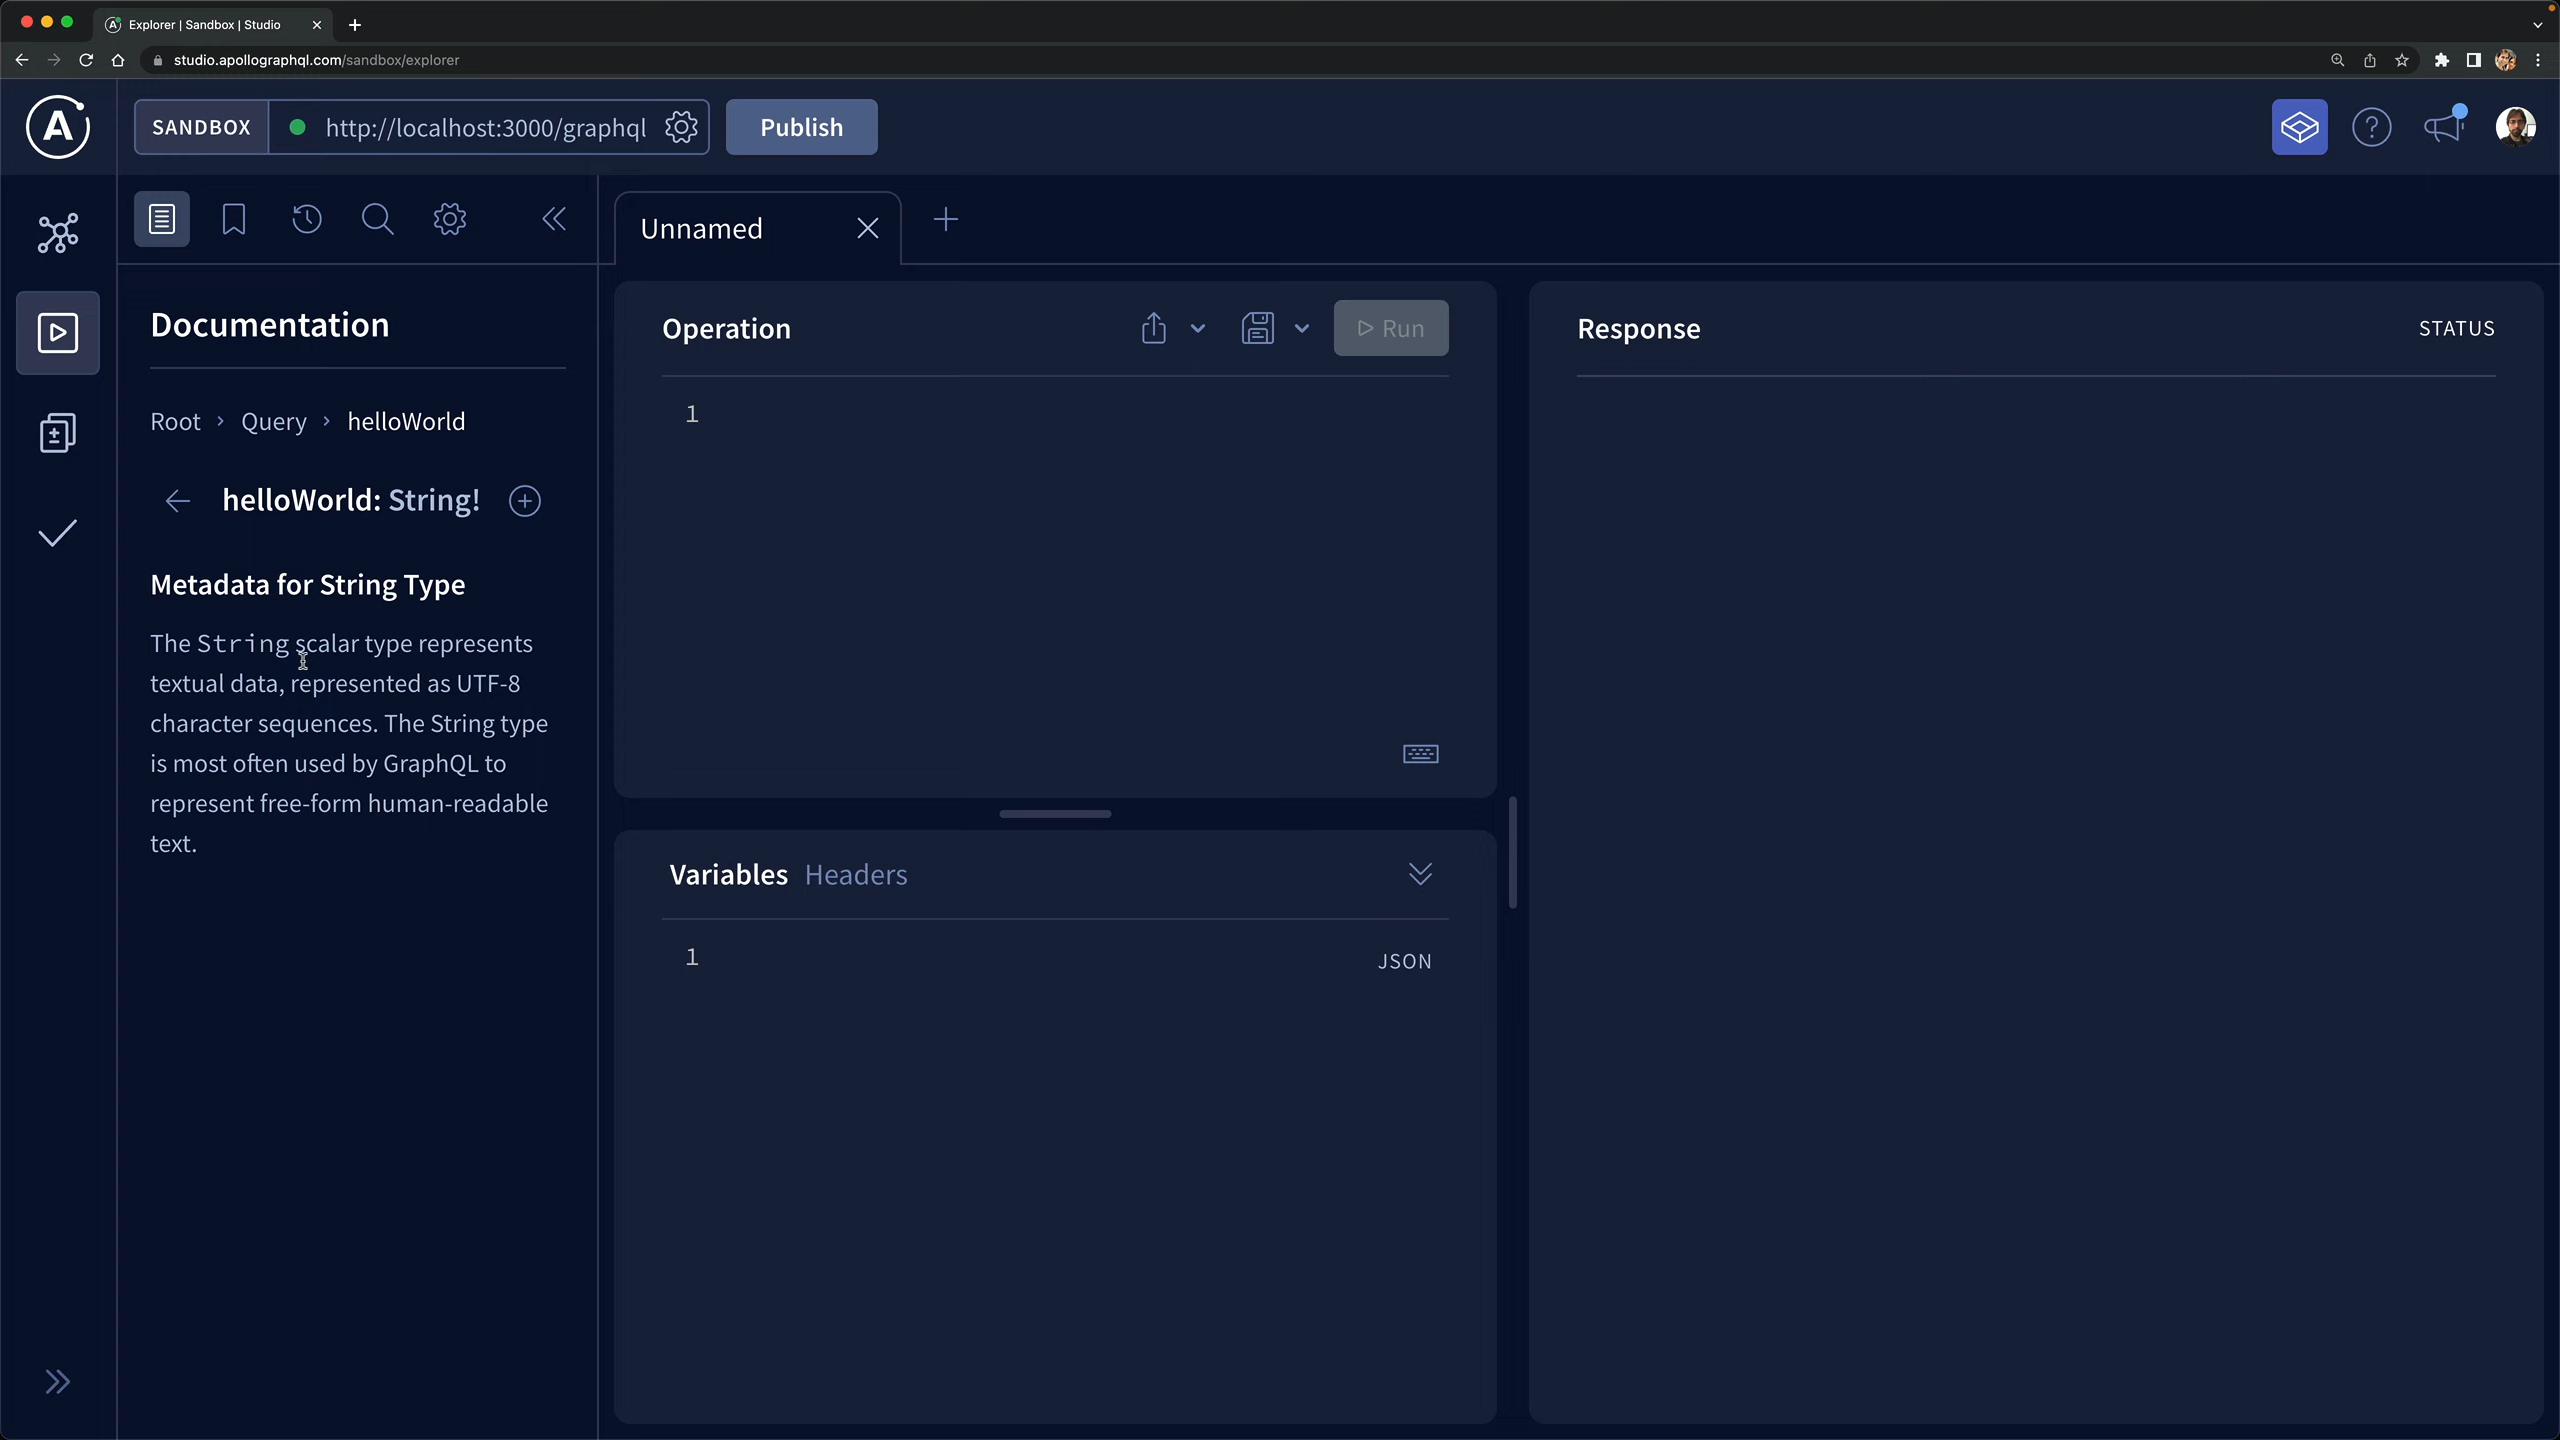 Explorer | Sandbox | Studio
studio.apollographql.com/sandbox/explorer
SANDBOX
http://localhost:3000/graphql
Publish
Unnamed
Documentation
Root > Query > helloWorld
helloWorld: String!
Metadata for String Type
The String scalar type represents
textual data, represented as UTF-8
character sequences. The String type
is most often used by GraphQL to
represent free-form human-readable
text.
Operation
Run
1
Variables Headers
1
JSON
Response
STATUS